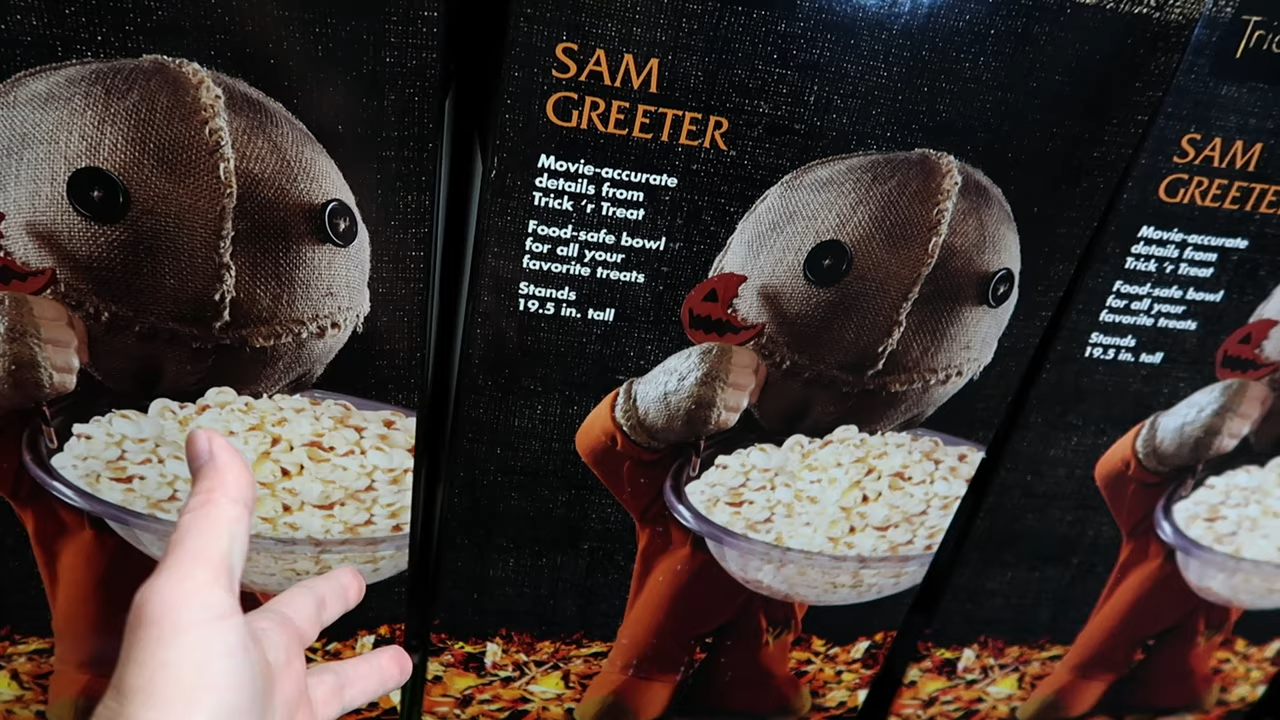 SAM
GREETER
Movie-accurate
details from
Trick 'r Treat
Food-safe bowl
for all your
favorite treats
Stands
19.5 in. tall
SAM
GREETE
Movie-accurate
details from
Trick 'r Treat
Food-safe bowl
for all your
favorite treats
Stands
19.5 in. tall